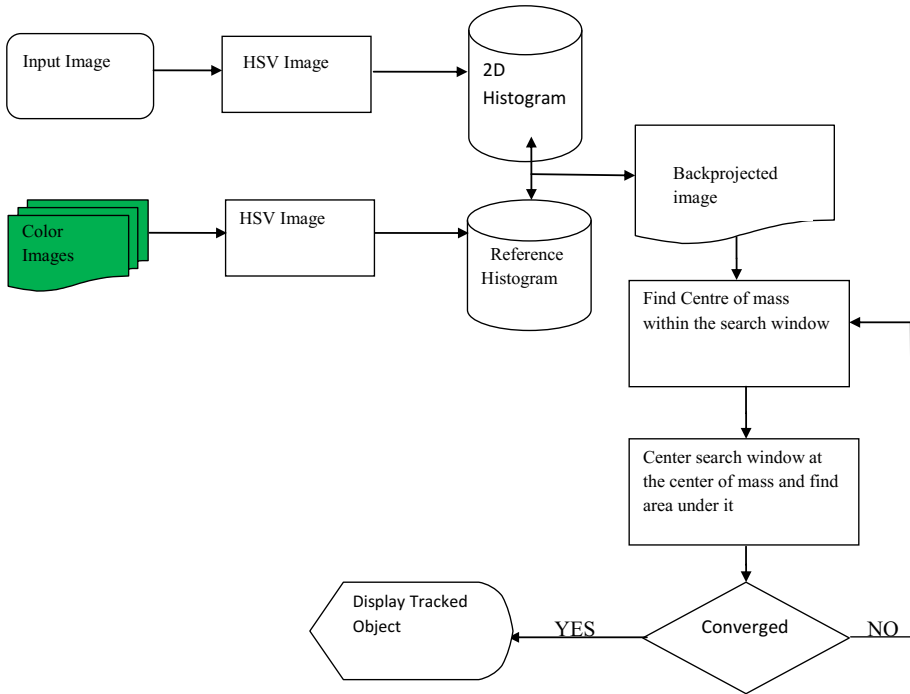 Input Image
HSV Image
2D
Histogram
Color
Images
HSV Image
Reference
Histogram
Backprojected
image
Find Centre of mass
within the search window
Center search window at
the center of mass and find
area under it
Display Tracked
Object
YES
Converged
NO